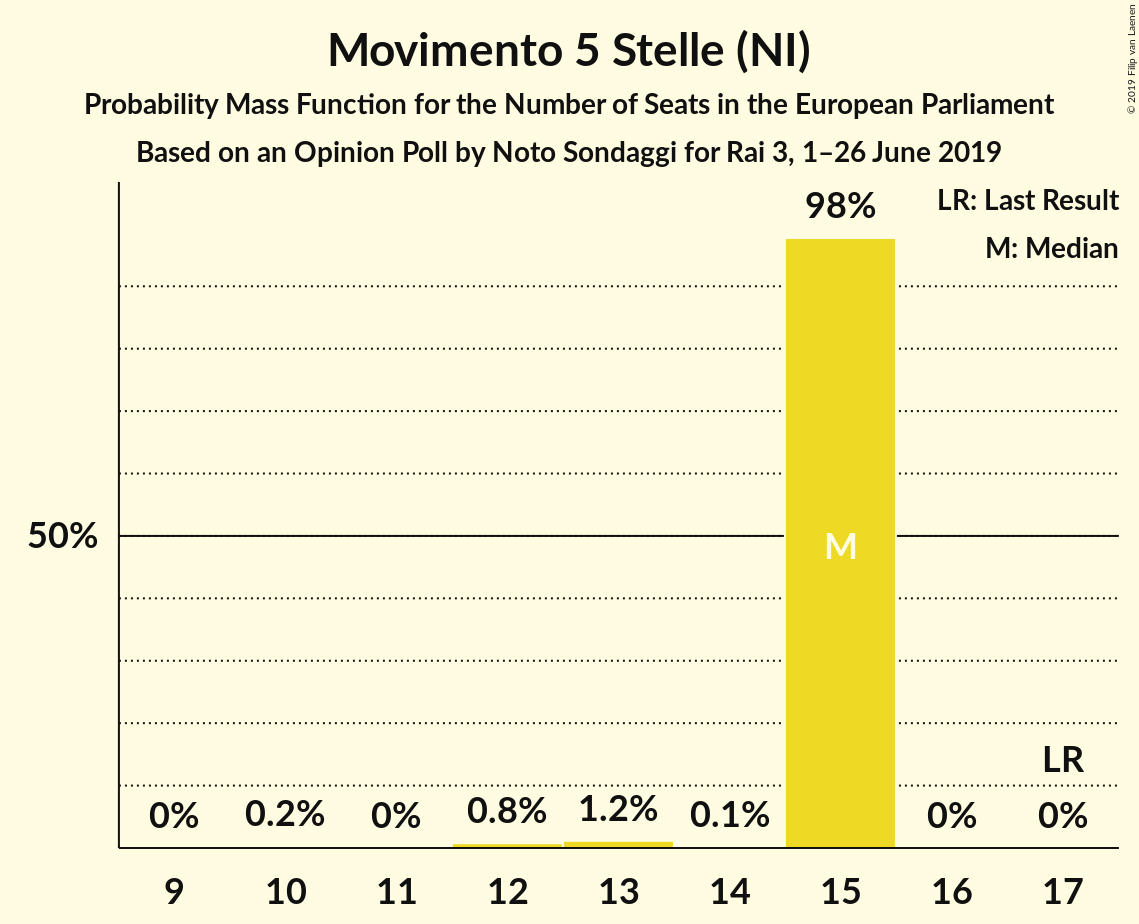 Movimento 5 Stelle (NI)
Probability Mass Function for the Number of Seats in the European Parliament
Based on an Opinion Poll by Noto Sondaggi for Rai 3, 1–26 June 2019
© 2019 Filip van Laenen
LR: Last Result
M: Median
98%
50%
M
LR
0% 0.2% 0% 0.8% 1.2% 0.1% 0% 0%
9 10 11 12 13 14 15 16 17